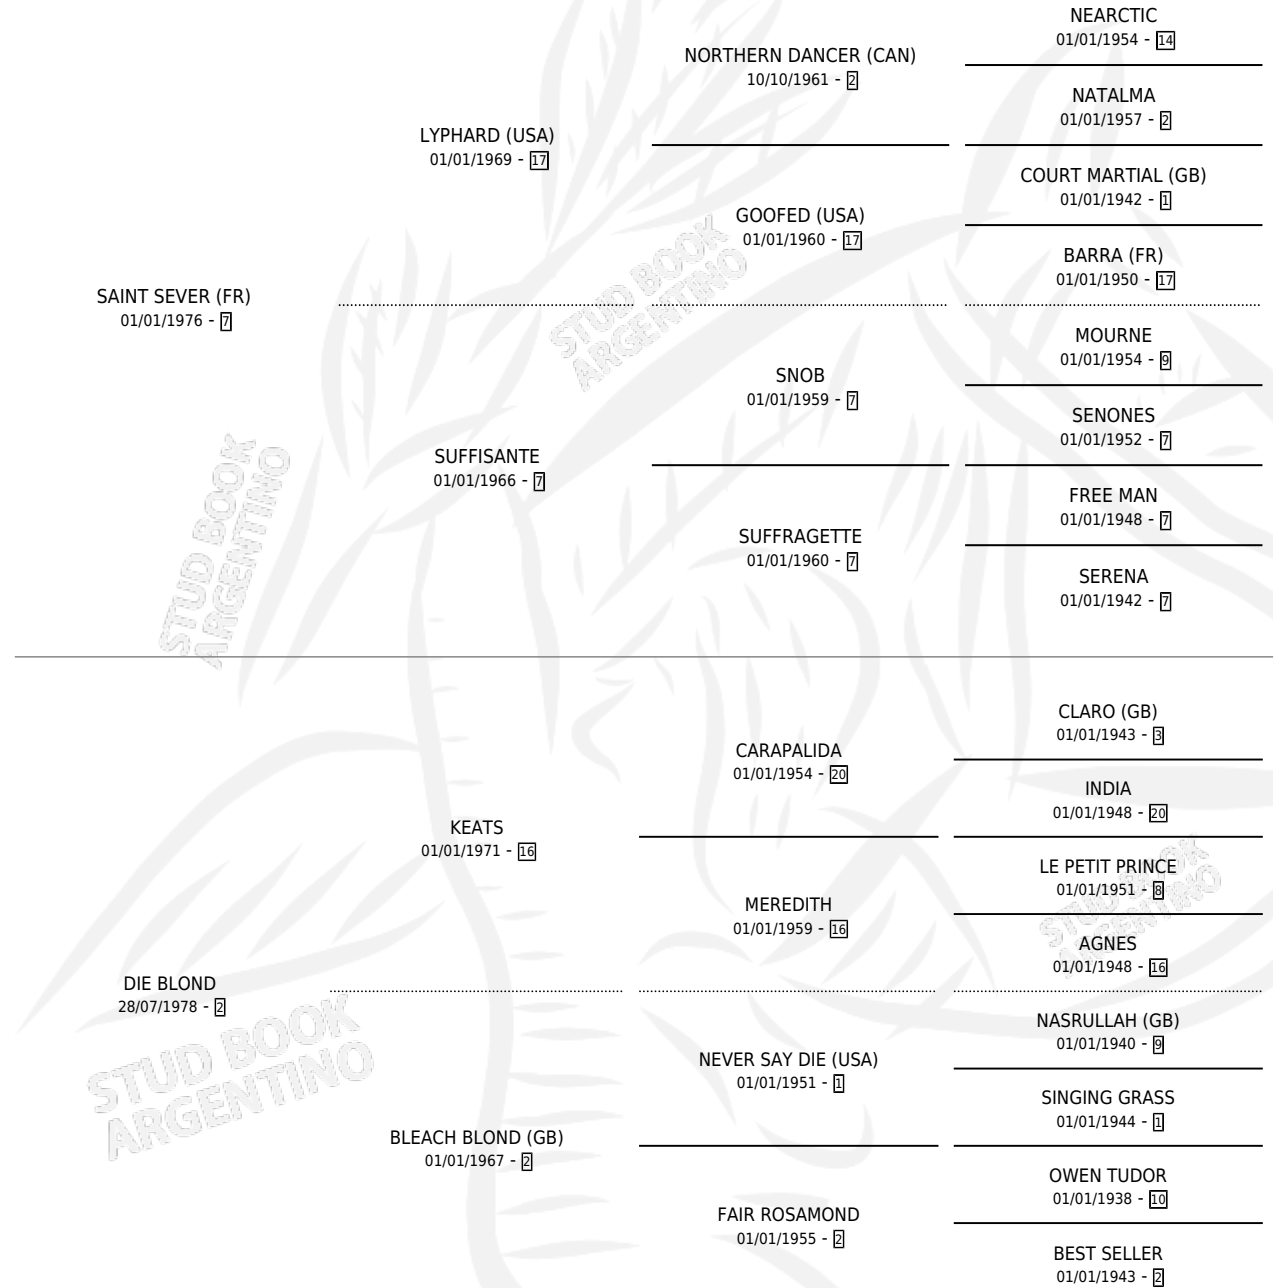 NEARCTIC
01/01/1954 - 14
NORTHERN DANCER (CAN)
10/10/1961 - 2
NATALMA
01/01/1957 - 2
LYPHARD (USA)
01/01/1969 - 17
COURT MARTIAL (GB)
01/01/1942 - 1
GOOFED (USA)
01/01/1960 - 17
BARRA (FR)
01/01/1950 - 17
SAINT SEVER (FR)
01/01/1976 - 7
STUD BOOK
ARGENTINO
MOURNE
01/01/1954 - 9
SNOB
01/01/1959 - 7
SENONES
01/01/1952 - 7
SUFFISANTE
01/01/1966 - 7
FREE MAN
01/01/1948 - 7
SUFFRAGETTE
01/01/1960 - 7
SERENA
01/01/1942 - 7
STUD BOOK
ARGENTINO
CLARO (GB)
01/01/1943 - 3
CARAPALIDA
01/01/1954 - 20
INDIA
01/01/1948 - 20
KEATS
01/01/1971 - 16
LE PETIT PRINCE
01/01/1951 - 8
MEREDITH
01/01/1959 - 16
AGNES
01/01/1948 - 16
STUD BOOK
ARGENTINO
DIE BLOND
28/07/1978 - 2
NASRULLAH (GB)
01/01/1940 - 9
NEVER SAY DIE (USA)
01/01/1951 - 1
SINGING GRASS
01/01/1944 - 1
STUD BOOK
ARGENTINO
BLEACH BLOND (GB)
01/01/1967 - 2
OWEN TUDOR
01/01/1938 - 10
FAIR ROSAMOND
01/01/1955 - 2
BEST SELLER
01/01/1943 - 2